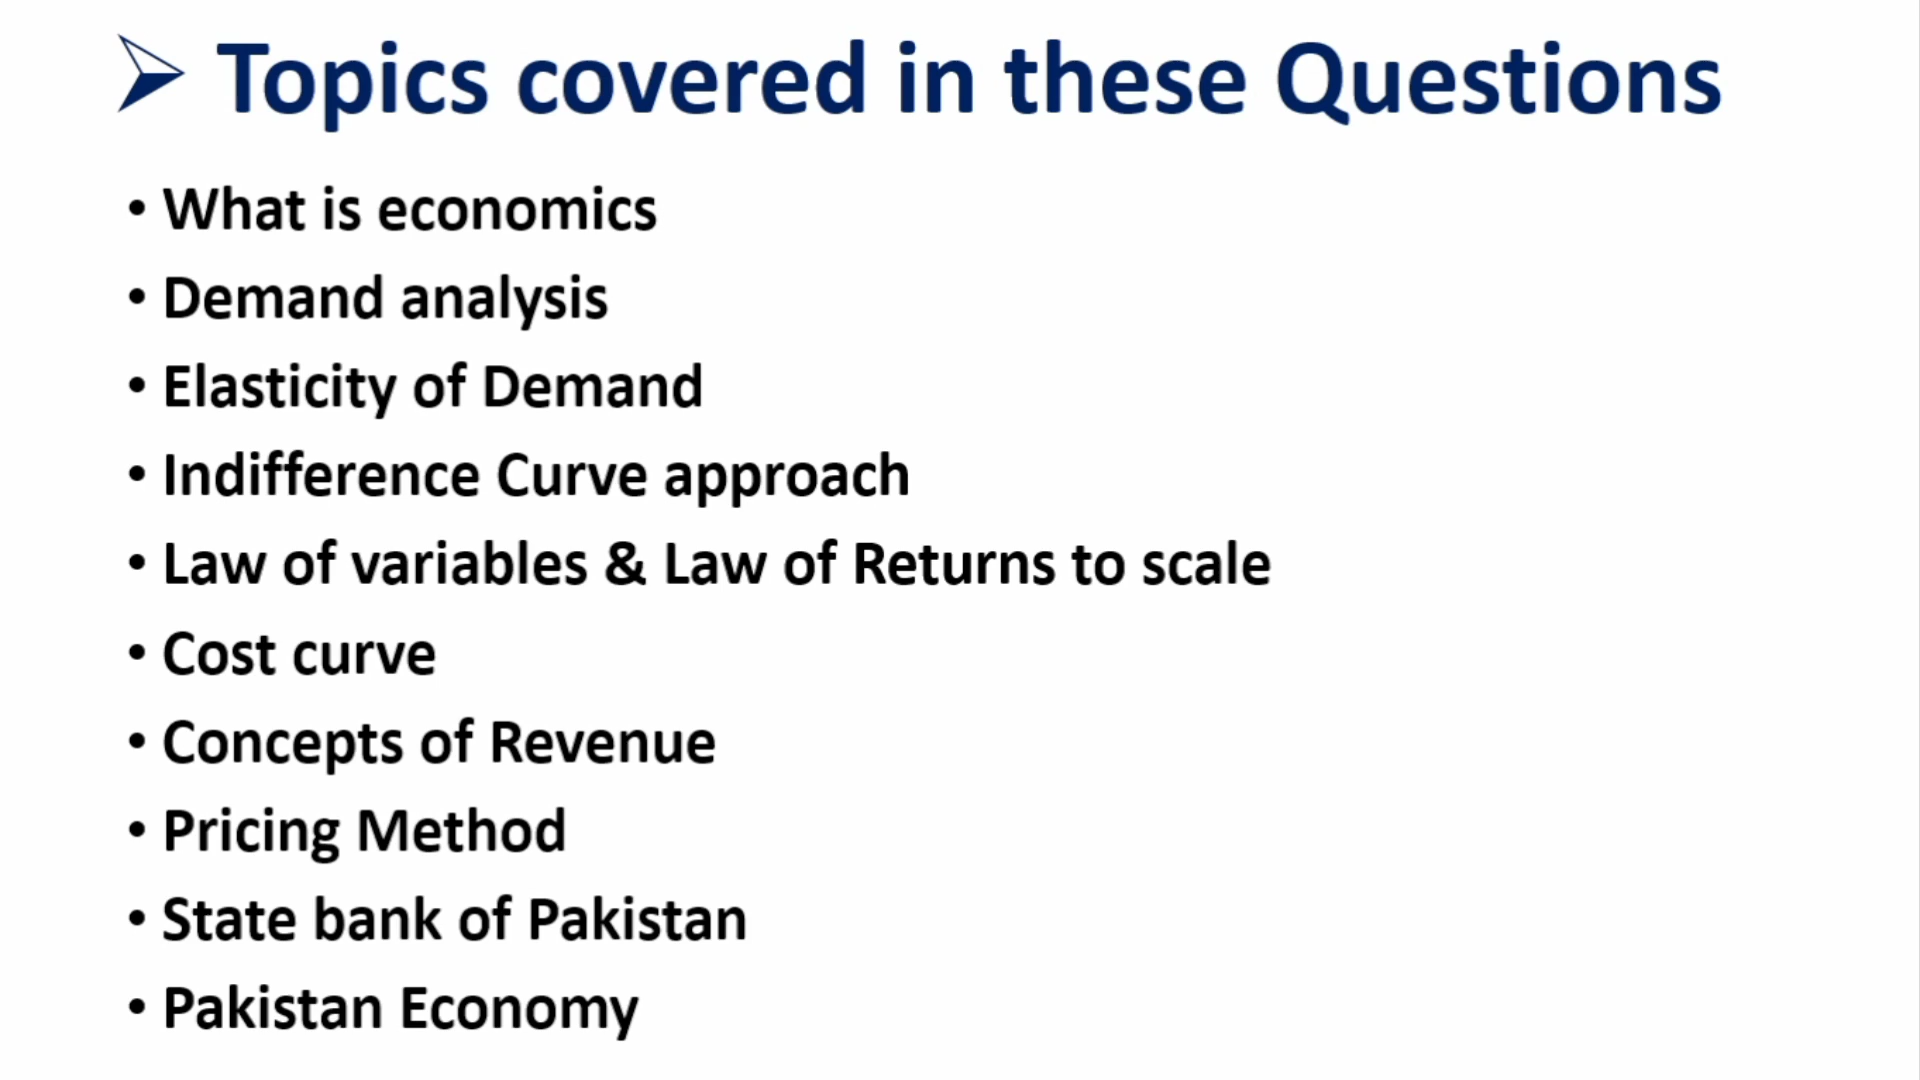 ➢ Topics covered in these Questions
• What is economics
• Demand analysis
• Elasticity of Demand
• Indifference Curve approach
• Law of variables & Law of Returns to scale
• Cost curve
• Concepts of Revenue
• Pricing Method
• State bank of Pakistan
• Pakistan Economy